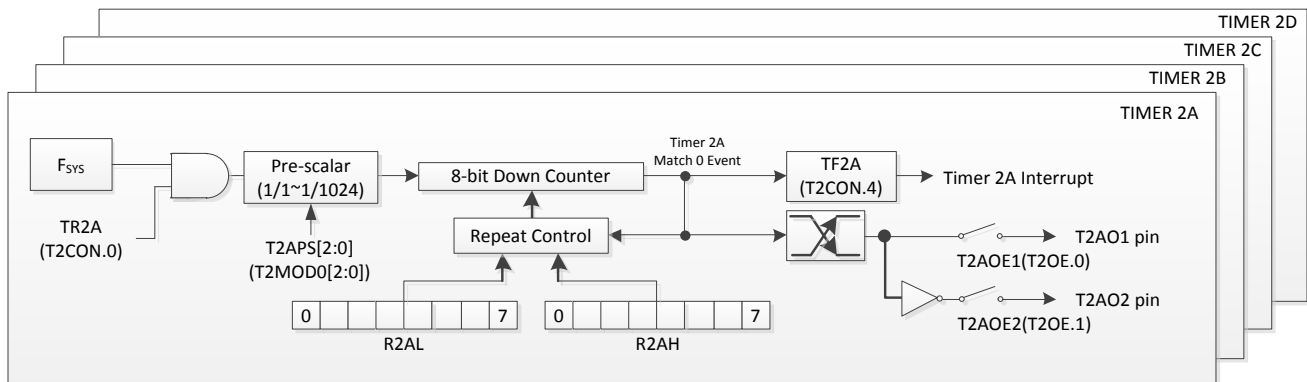 TIMER 2D
TIMER 2C
TIMER 2B
TIMER 2A
FSYS
Pre-scalar
(1/1~1/1024)
8-bit Down Counter
Timer 2A
Match 0 Event
TF2A
(T2CON.4)
Timer 2A Interrupt
TR2A
(T2CON.0)
T2APS[2:0]
(T2MOD0[2:0])
Repeat Control
T2AO1 pin
T2AOE1(T2OE.0)
T2AO2 pin
T2AOE2(T2OE.1)
0 7
R2AL
0 7
R2AH